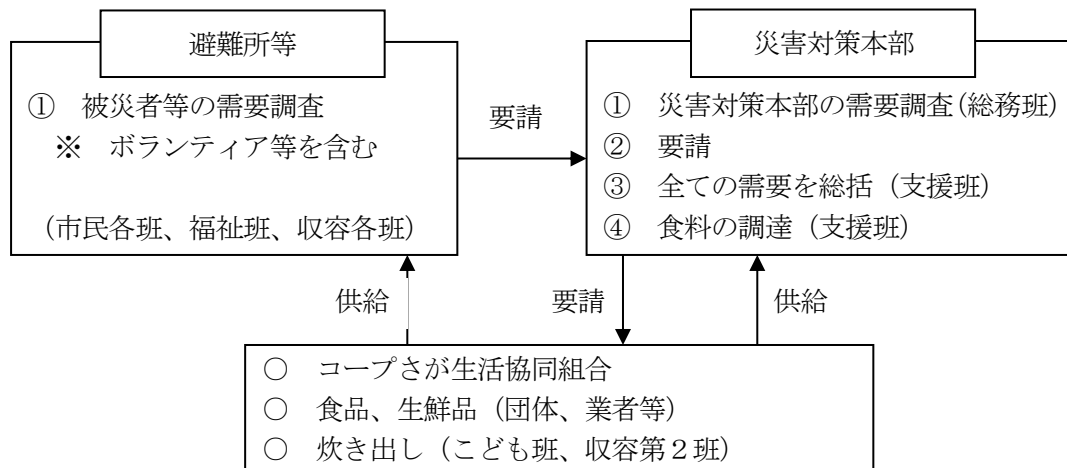 避難所等
① 被災者等の需要調査
※ ボランティア等を含む
（市民各班、福祉班、収容各班）
要請
災害対策本部
① 災害対策本部の需要調査(総務班)
② 要請
③ 全ての需要を総括（支援班）
④ 食料の調達（支援班）
供給
要請
供給
○ コープさが生活協同組合
○ 食品、生鮮品（団体、業者等）
○ 炊き出し（こども班、収容第２班）